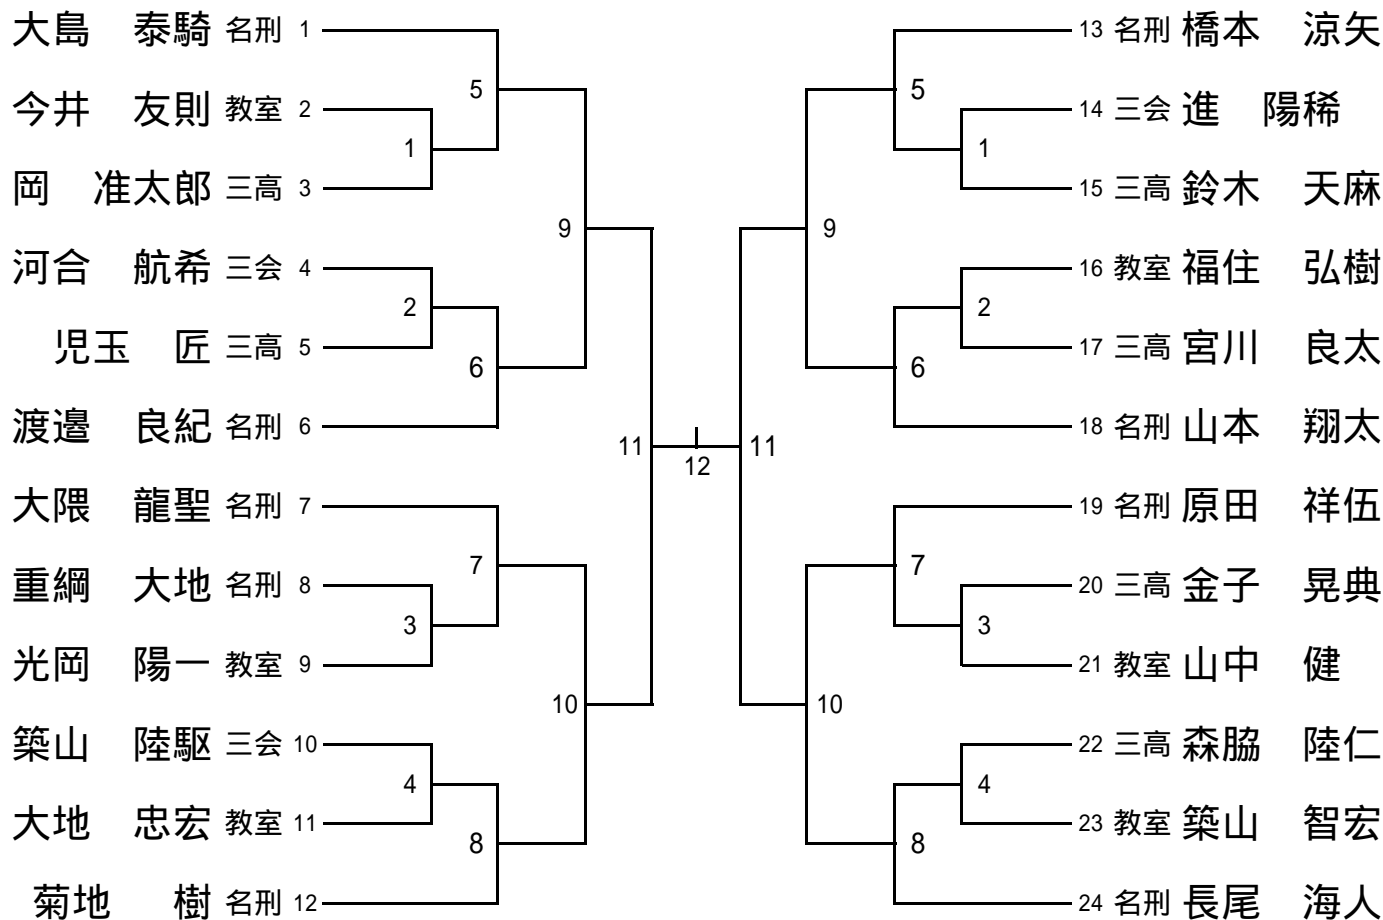 大島　泰騎 名刑 1
5
今井　友則 教室 2
1
岡　准太郎 三高 3
9
河合　航希 三会 4
2
児玉　匠 三高 5
6
渡邉　良紀 名刑 6
11
大隈　龍聖 名刑 7
7
重綱　大地 名刑 8
3
光岡　陽一 教室 9
10
築山　陸駆 三会 10
4
大地　忠宏 教室 11
8
菊地　樹 名刑 12
12
13 名刑 橋本　涼矢
5
14 三会 進　陽稀
1
15 三高 鈴木　天麻
9
16 教室 福住　弘樹
2
17 三高 宮川　良太
6
18 名刑 山本　翔太
11
19 名刑 原田　祥伍
7
20 三高 金子　晃典
3
21 教室 山中　健
10
22 三高 森脇　陸仁
4
23 教室 築山　智宏
8
24 名刑 長尾　海人